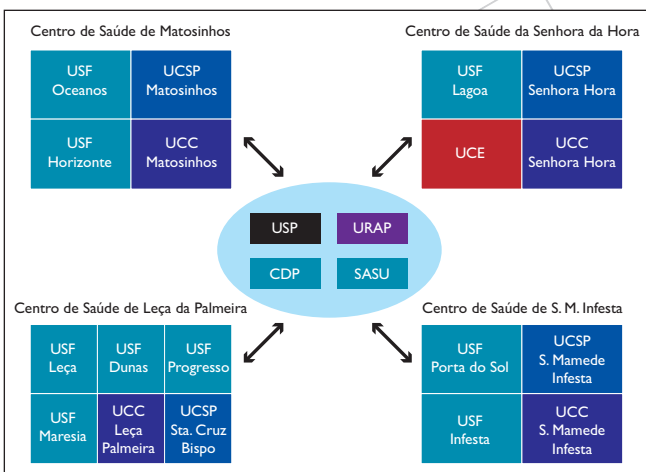 Centro de Saúde de Matosinhos
USF
Oceanos
UCSP
Matosinhos
USF
Horizonte
UCC
Matosinhos
Centro de Saúde da Senhora da Hora
USF
Lagoa
UCSP
Senhora Hora
UCE
UCC
Senhora Hora
USP
URAP
CDP
SASU
Centro de Saúde de Leça da Palmeira
USF
Leça
USF
Dunas
USF
Progresso
USF
Maresia
UCC
Leça
Palmeira
UCSP
Sta. Cruz
Bispo
Centro de Saúde de S. M. Infesta
USF
Porta do Sol
UCSP
S. Mamede
Infesta
USF
Infesta
UCC
S. Mamede
Infesta